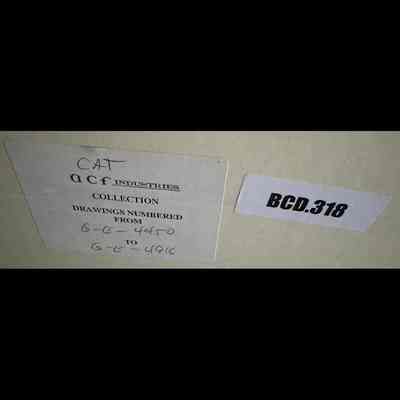 CAT
acf INDUSTRIES
COLLECTION
DRAWINGS NUMBERED
FROM
G-E-4450
TO
BCD.318